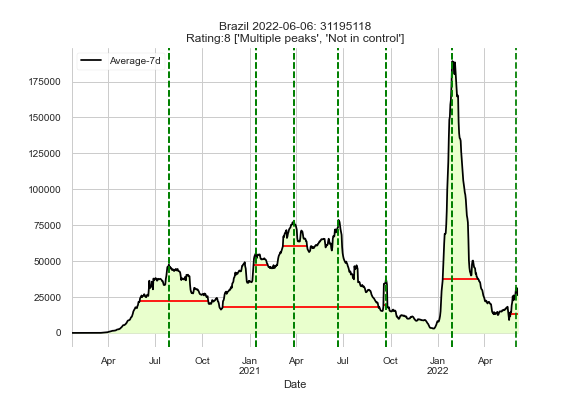 Brazil 2022-06-06: 31195118
Rating:8 ['Multiple peaks', 'Not in control']
Average-7d
175000
150000
125000
100000
75000
50000
25000
0
Apr Jul Oct Jan Apr Jul Oct Jan Apr
2021 2022
Date